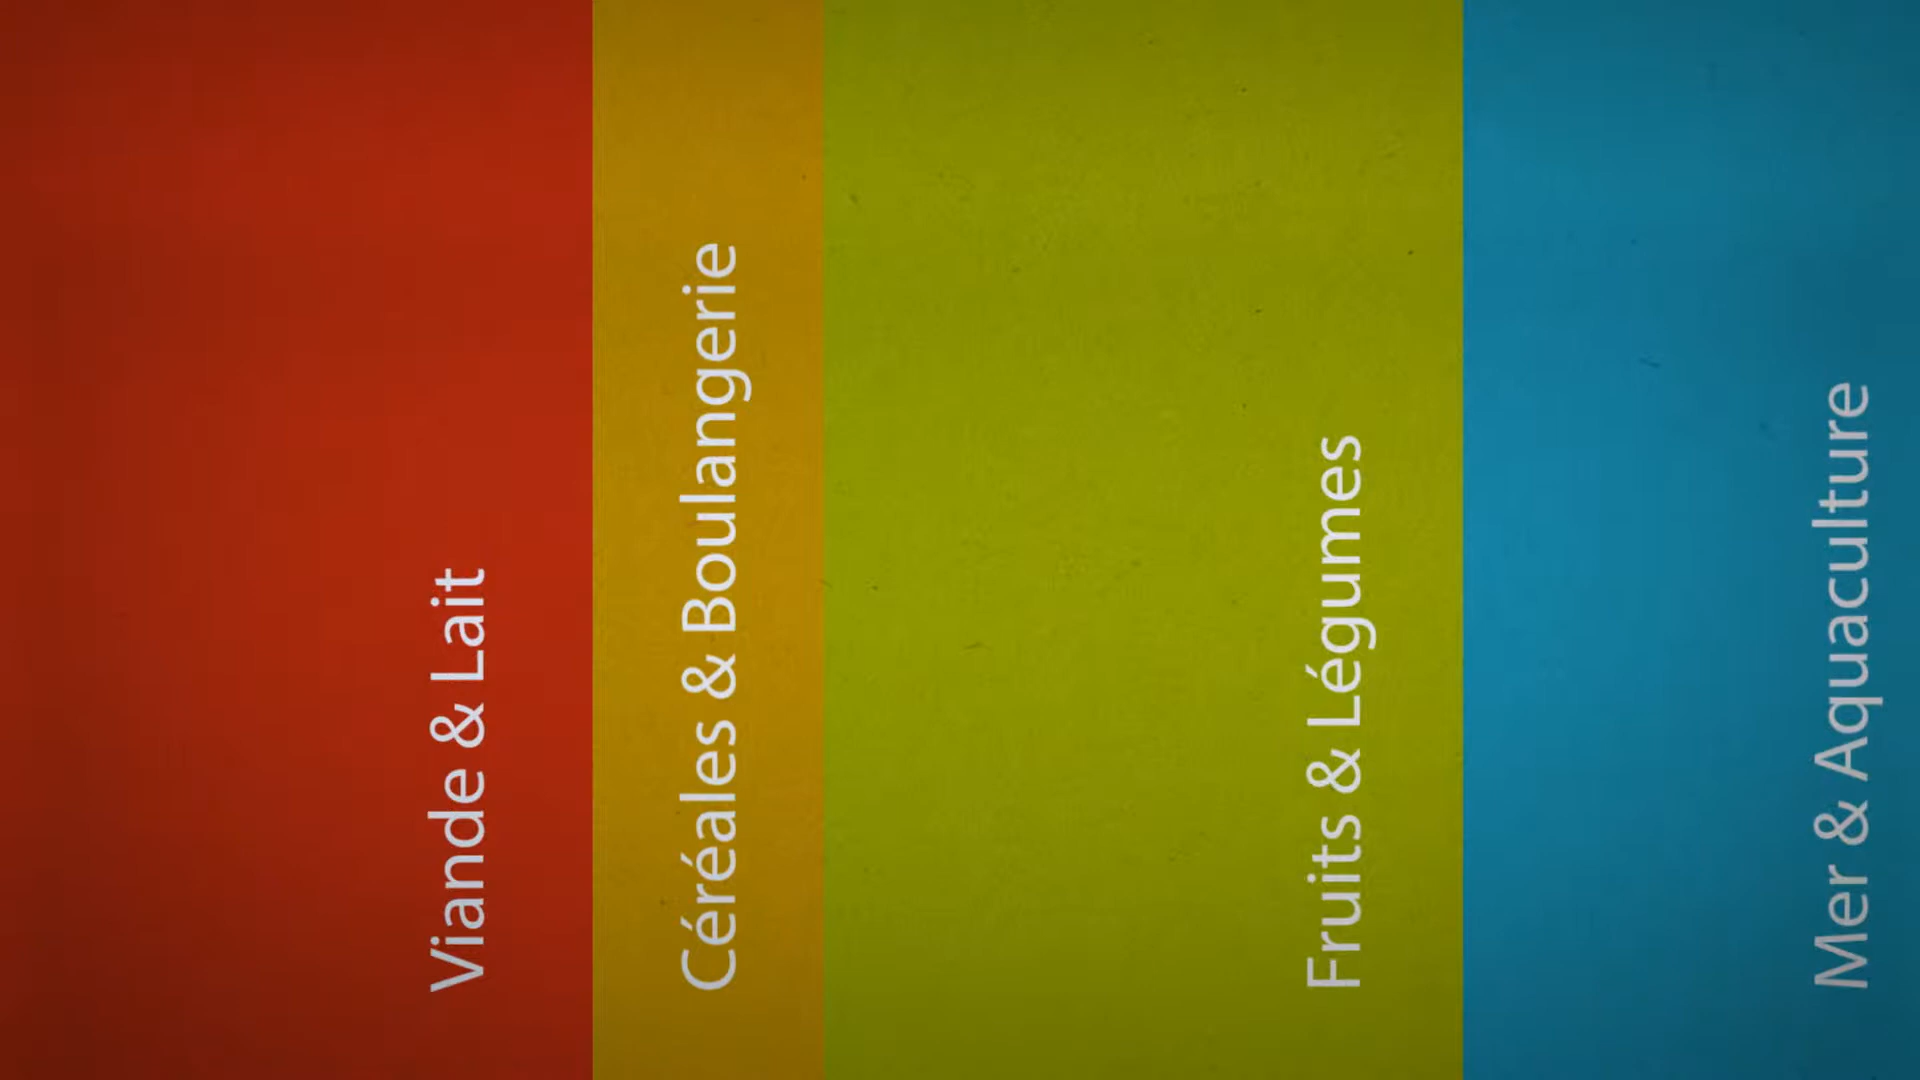 Viande & Lait
Céréales & Boulangerie
Fruits & Légumes
Mer & Aquaculture